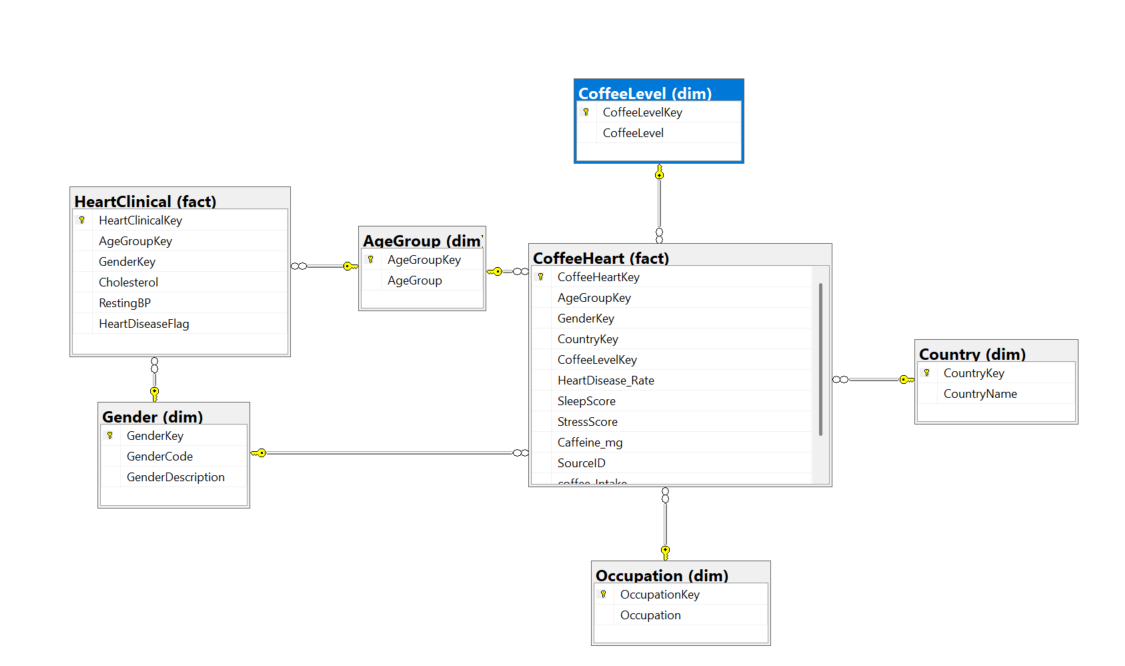 CoffeeLevel (dim)
CoffeeLevelKey
CoffeeLevel
HeartClinical (fact)
HeartClinicalKey
AgeGroupKey
GenderKey
Cholesterol
RestingBP
HeartDiseaseFlag
AgeGroup (dim)
AgeGroupKey
AgeGroup
CoffeeHeart (fact)
CoffeeHeartKey
AgeGroupKey
GenderKey
CountryKey
CoffeeLevelKey
HeartDisease_Rate
SleepScore
StressScore
Caffeine_mg
SourceID
coffee_Intake
Country (dim)
CountryKey
CountryName
Gender (dim)
GenderKey
GenderCode
GenderDescription
Occupation (dim)
OccupationKey
Occupation